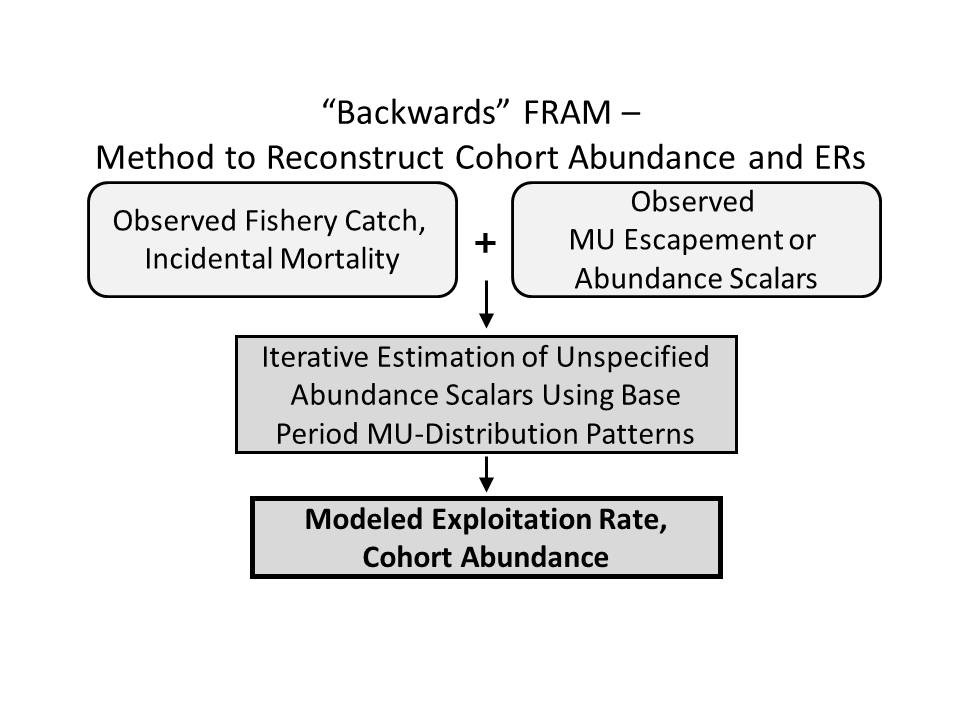 “Backwards” FRAM –
Method to Reconstruct Cohort Abundance and ERs
Observed Fishery Catch,
Incidental Mortality
+
Observed
MU Escapement or
Abundance Scalars
Iterative Estimation of Unspecified
Abundance Scalars Using Base
Period MU-Distribution Patterns
Modeled Exploitation Rate,
Cohort Abundance